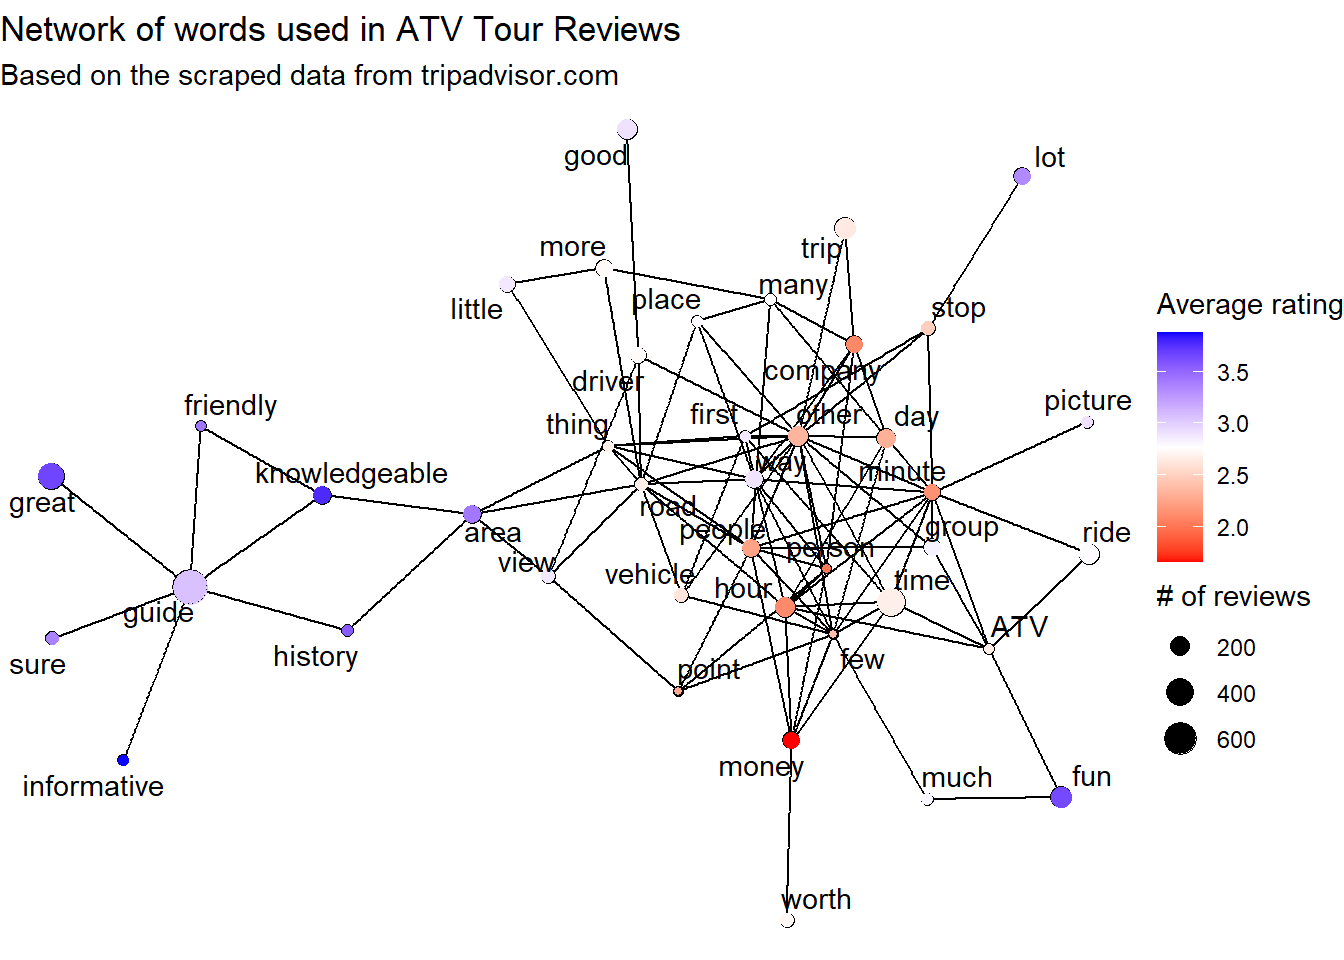 Network of words used in ATV Tour Reviews
Based on the scraped data from tripadvisor.com
good
lot
more
trip
little
place
many
stop
driver
company
friendly
thing
first
other
day
picture
great
knowledgeable
way
minute
road
area
people
group
ride
view
person
vehicle
hour
time
guide
ATV
sure
history
point
few
informative
money
much
fun
worth
Average rating
3.5
3.0
2.5
2.0
# of reviews
200
400
600